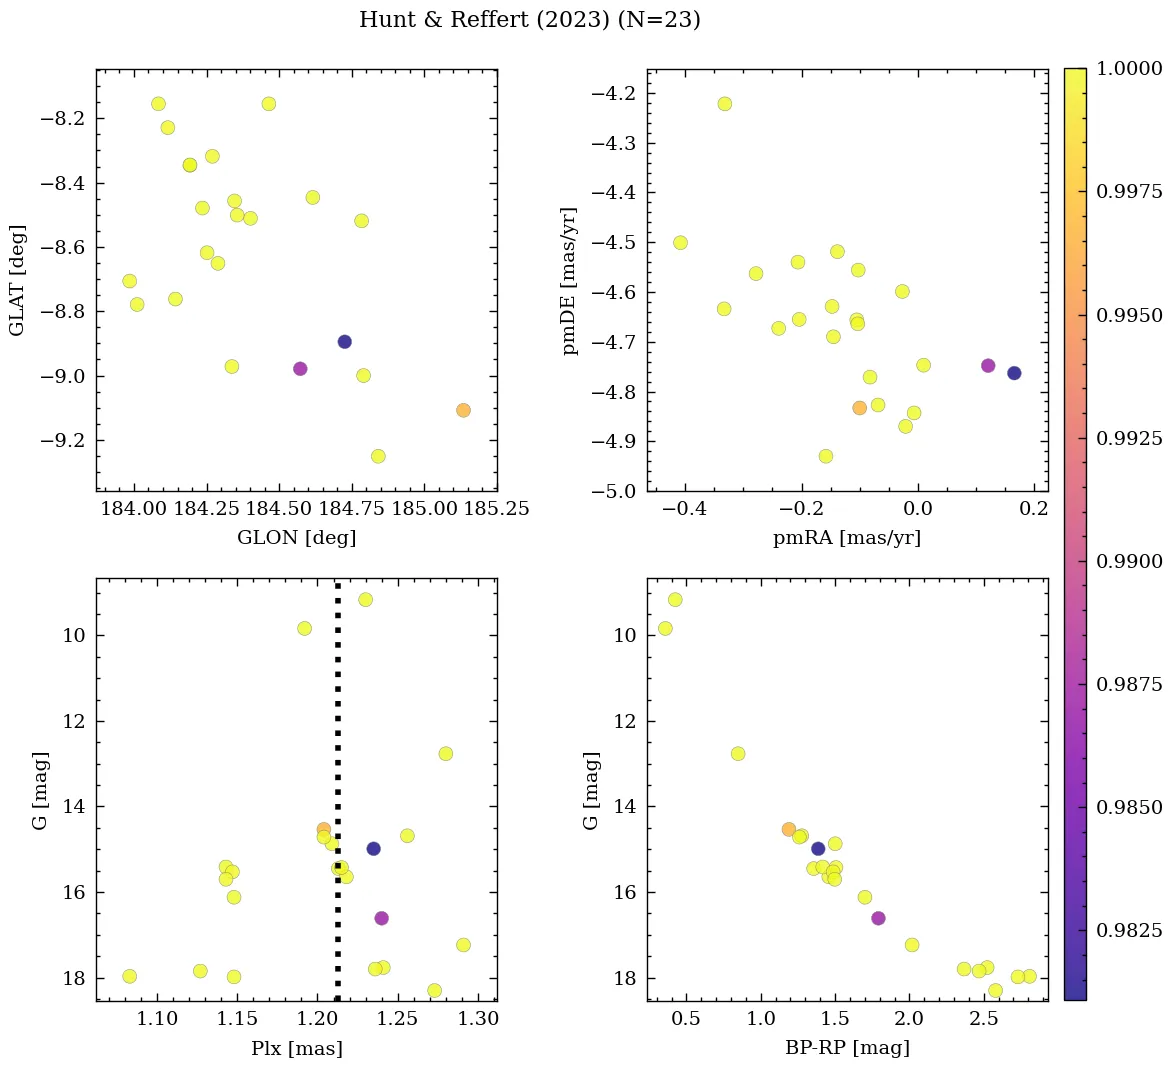 Hunt & Reffert (2023) (N=23)
−8.2
−8.4
−8.6
−8.8
−9.0
−9.2
GLAT [deg]
184.00 184.25 184.50 184.75 185.00 185.25
GLON [deg]
−4.2
−4.3
−4.4
−4.5
−4.6
−4.7
−4.8
−4.9
−5.0
pmDE [mas/yr]
−0.4 −0.2 0.0 0.2
pmRA [mas/yr]
10
12
14
16
18
G [mag]
1.10 1.15 1.20 1.25 1.30
Plx [mas]
10
12
14
16
18
G [mag]
0.5 1.0 1.5 2.0 2.5
BP-RP [mag]
1.0000
0.9975
0.9950
0.9925
0.9900
0.9875
0.9850
0.9825